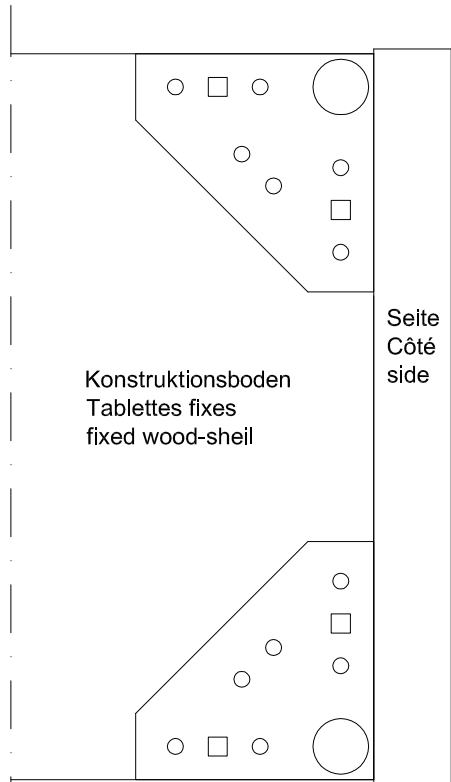 Konstruktionsboden
Tablettes fixes
fixed wood-sheil
Seite
Côté
side